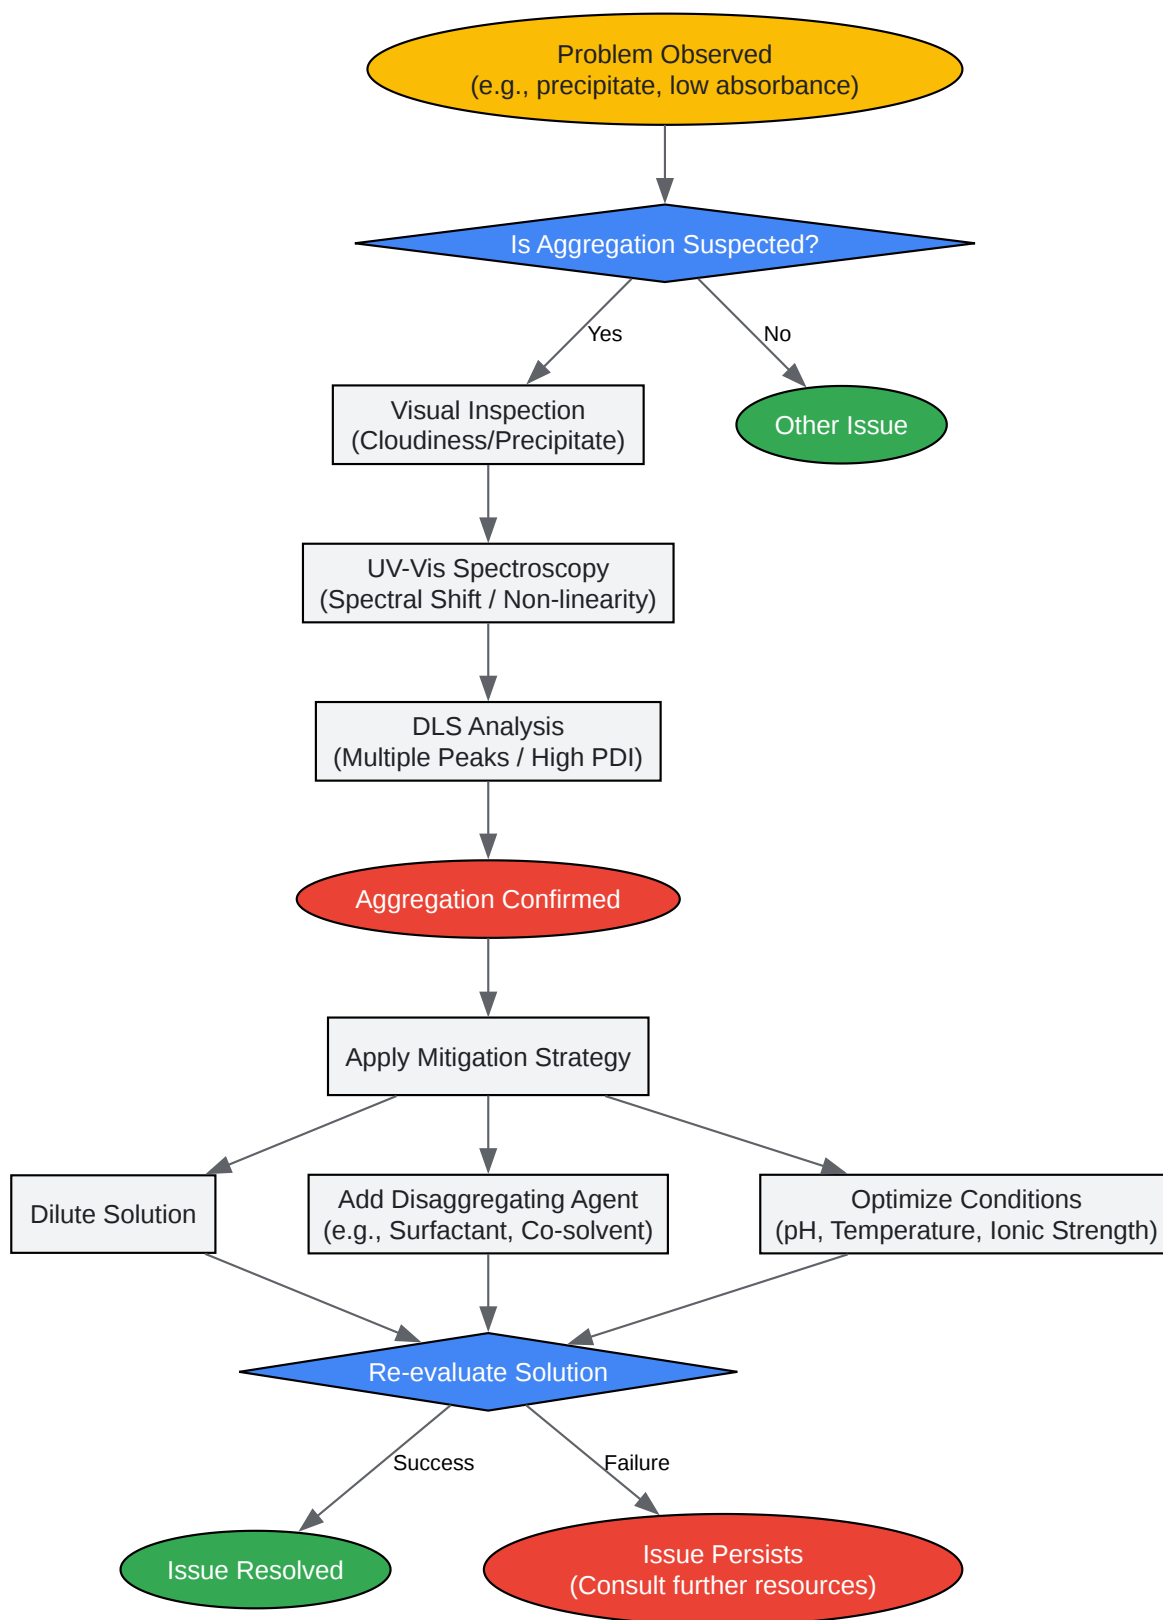 Problem Observed
(e.g., precipitate, low absorbance)
Is Aggregation Suspected?
Yes
No
Visual Inspection
(Cloudiness/Precipitate)
Other Issue
UV-Vis Spectroscopy
(Spectral Shift / Non-linearity)
DLS Analysis
(Multiple Peaks / High PDI)
Aggregation Confirmed
Apply Mitigation Strategy
Dilute Solution
Add Disaggregating Agent
(e.g., Surfactant, Co-solvent)
Optimize Conditions
(pH, Temperature, Ionic Strength)
Re-evaluate Solution
Success
Failure
Issue Resolved
Issue Persists
(Consult further resources)